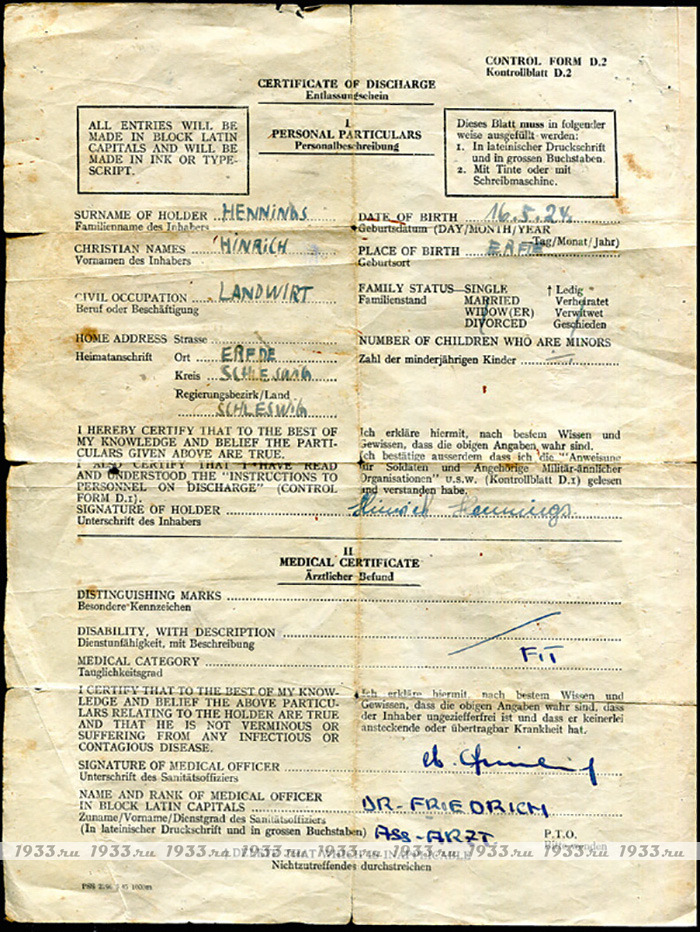 CONTROL FORM D.2
Kontrollblatt D.2
CERTIFICATE OF DISCHARGE
Entlassungschein
ALL ENTRIES WILL BE
MADE IN BLOCK LATIN
CAPITALS AND WILL BE
MADE IN INK OR TYPE-
SCRIPT.
I
PERSONAL PARTICULARS
Personalbeschreibung
Dieses Blatt muss in folgender
weise ausgefüllt werden:
1. In lateinischer Druckschrift
und in grossen Buchstaben.
2. Mit Tinte oder mit
Schreibmaschine.
SURNAME OF HOLDER HENNINGS
Familienname des Inhabers
CHRISTIAN NAMES HINRICH
Vornamen des Inhabers
CIVIL OCCUPATION LANDWIRT
Beruf oder Beschäftigung
HOME ADDRESS Strasse
Heimatanschrift Ort ERFDE
Kreis SCHLESWIG
Regierungsbezirk/Land
SCHLESWIG
DATE OF BIRTH 16.5.24
Geburtsdatum (DAY/MONTH/YEAR
Tag/Monat/Jahr)
PLACE OF BIRTH ERFDE
Geburtsort
FAMILY STATUS—SINGLE † Ledig
Familienstand MARRIED Verheiratet
WIDOW(ER) Verwitwet
DIVORCED Geschieden
NUMBER OF CHILDREN WHO ARE MINORS
Zahl der minderjährigen Kinder
I HEREBY CERTIFY THAT TO THE BEST OF
MY KNOWLEDGE AND BELIEF THE PARTI-
CULARS GIVEN ABOVE ARE TRUE.
I ALSO CERTIFY THAT I HAVE READ
AND UNDERSTOOD THE "INSTRUCTIONS TO
PERSONNEL ON DISCHARGE" (CONTROL
FORM D.1).
SIGNATURE OF HOLDER Hinrich Hennings.
Unterschrift des Inhabers
Ich erkläre hiermit, nach bestem Wissen und
Gewissen, dass die obigen Angaben wahr sind.
Ich bestätige ausserdem dass ich die "Anweisung
für Soldaten und Angehörige Militär-ännlicher
Organisationen" U.S.W. (Kontrollblatt D.1) gelesen
und verstanden habe.
II
MEDICAL CERTIFICATE
Ärztlicher Befund
DISTINGUISHING MARKS
Besondere Kennzeichen
DISABILITY, WITH DESCRIPTION
Dienstunfähigkeit, mit Beschreibung
FIT
MEDICAL CATEGORY
Tauglichkeitsgrad
I CERTIFY THAT TO THE BEST OF MY KNOW-
LEDGE AND BELIEF THE ABOVE PARTICU-
LARS RELATING TO THE HOLDER ARE TRUE
AND THAT HE IS NOT VERMINOUS OR
SUFFERING FROM ANY INFECTIOUS OR
CONTAGIOUS DISEASE.
Ich erkläre hiermit, nach bestem Wissen und
Gewissen, dass die obigen Angaben wahr sind, dass
der Inhaber ungezieferfrei ist und dass er keinerlei
ansteckende oder übertragbar Krankheit hat.
SIGNATURE OF MEDICAL OFFICER
Unterschrift des Sanitätsoffiziers
NAME AND RANK OF MEDICAL OFFICER
IN BLOCK LATIN CAPITALS DR-FRIEDRICH
Zuname/Vorname/Dienstgrad des Sanitätsoffiziers
(In lateinischer Druckschrift und in grossen Buchstaben) ASS-ARZT
P.T.O.
Bitte wenden
1933.ru 1933.ru 1933.ru 1933.ru 1933.ru 1933.ru 1933.ru 1933.ru 1933.ru
† DELETE THAT WHICH IS INAPPLICABLE
Nichtzutreffendes durchstreichen